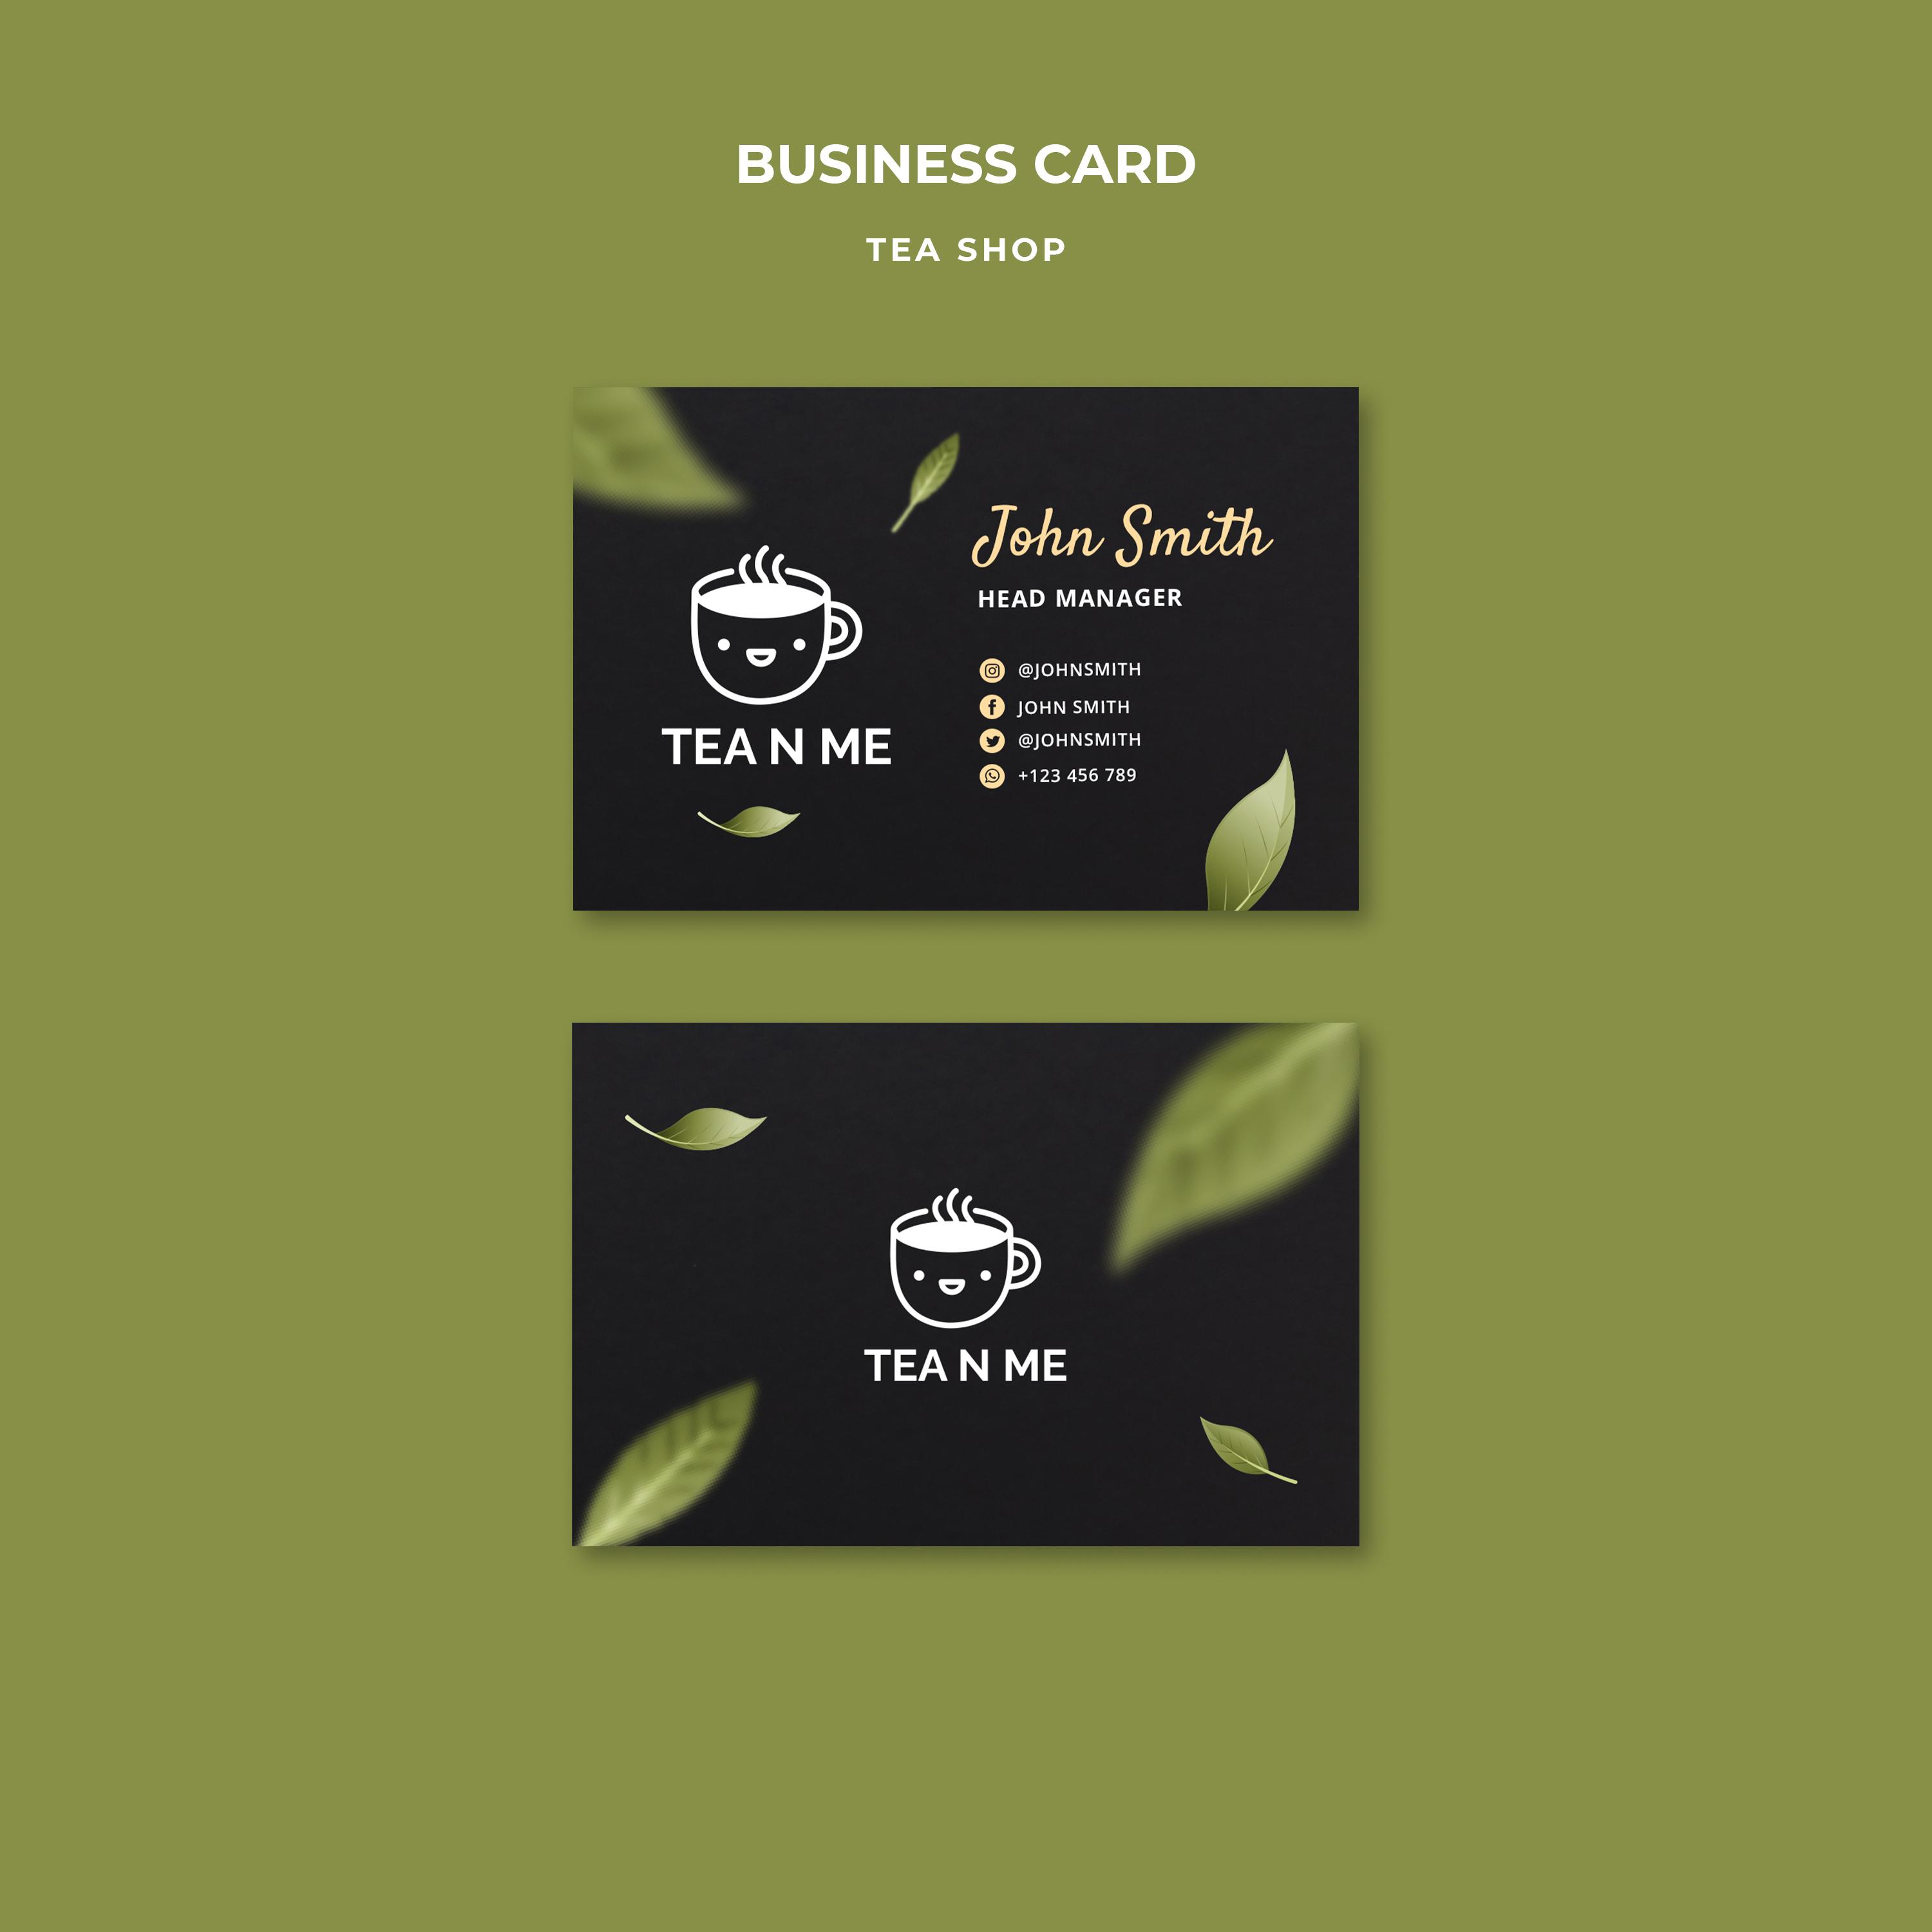 BUSINESS CARD
TEA SHOP
TEA N ME
John Smith
HEAD MANAGER
@JOHNSMITH
JOHN SMITH
@JOHNSMITH
+123 456 789
TEA N ME